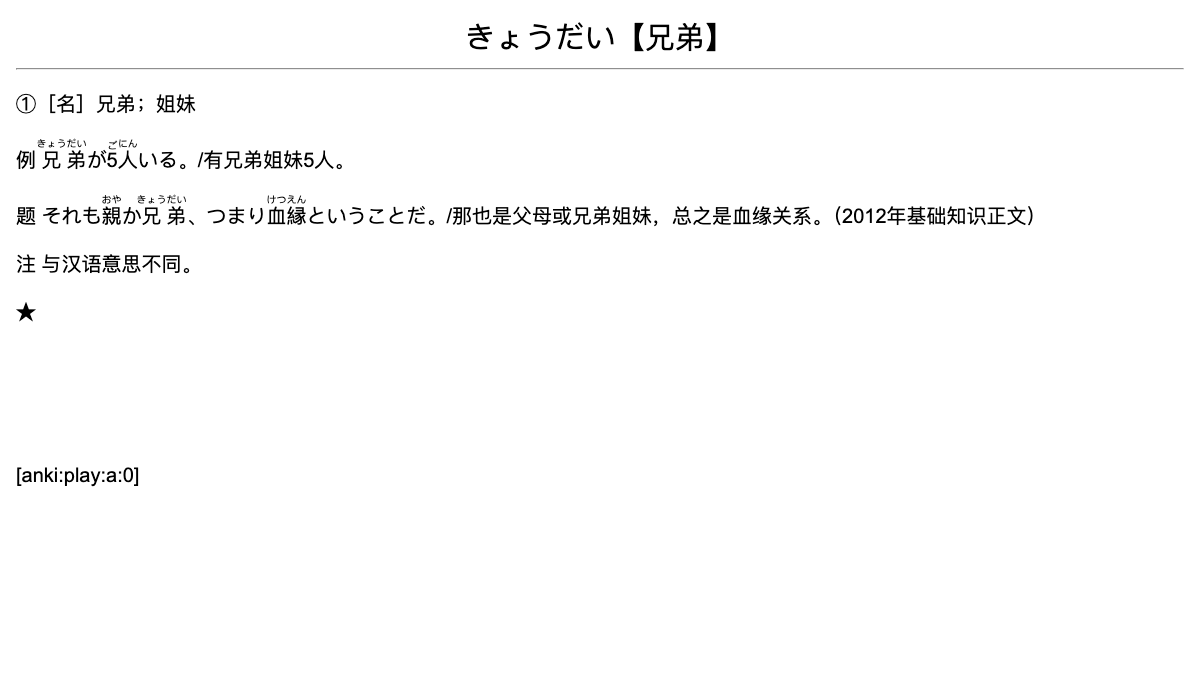 きょうだい【兄弟】
①［名］兄弟；姐妹
きょうだい ごにん
例 兄弟が5人いる。/有兄弟姐妹5人。
おや きょうだい けつえん
题 それも親か兄弟、つまり血縁ということだ。/那也是父母或兄弟姐妹，总之是血缘关系。（2012年基础知识正文）
注 与汉语意思不同。
★
[anki:play:a:0]